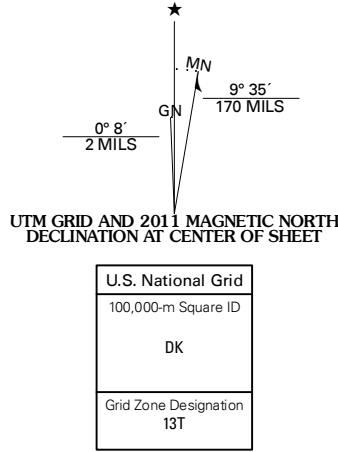 ★
MN
GN
9° 35´
170 MILS
0° 8´
2 MILS
UTM GRID AND 2011 MAGNETIC NORTH
DECLINATION AT CENTER OF SHEET
U.S. National Grid
100,000-m Square ID
DK
Grid Zone Designation
13T